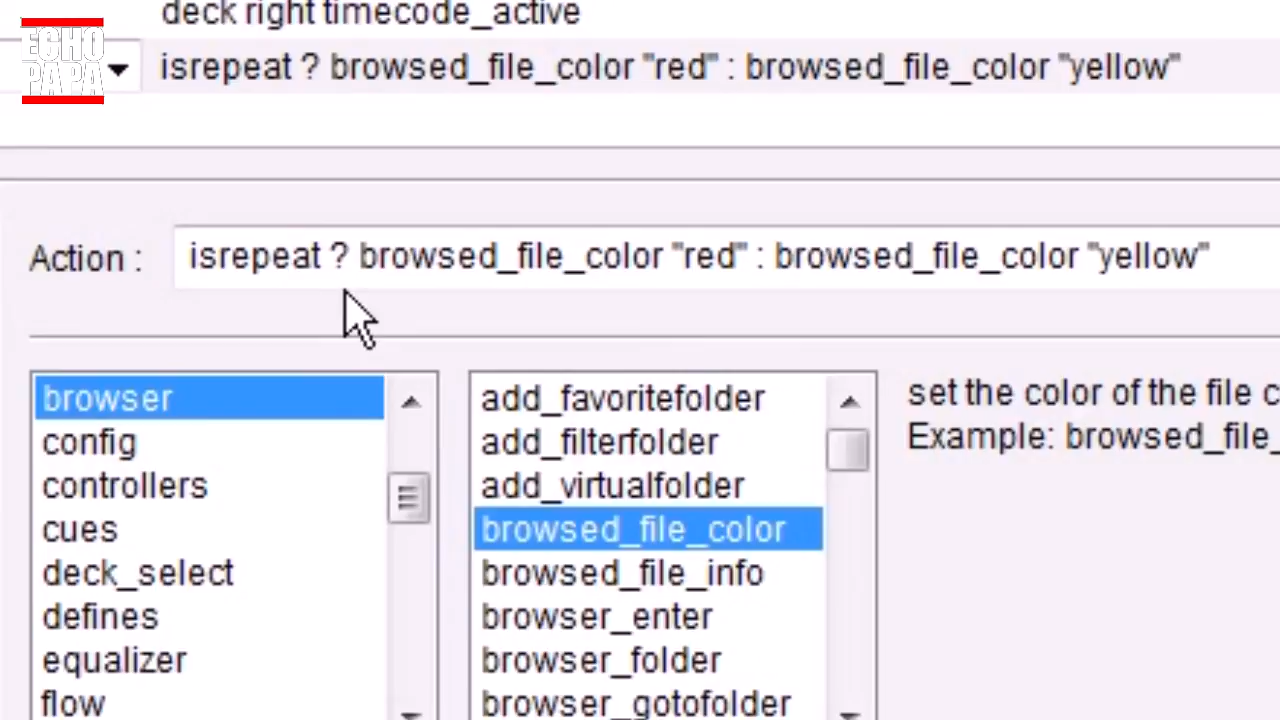 deck right timecode_active
ECHO
PAPA
isrepeat ? browsed_file_color "red" : browsed_file_color "yellow"
Action : isrepeat ? browsed_file_color "red" : browsed_file_color "yellow"
browser
config
controllers
cues
deck_select
defines
equalizer
flow
add_favoritefolder
add_filterfolder
add_virtualfolder
browsed_file_color
browsed_file_info
browser_enter
browser_folder
browser_gotofolder
set the color of the file c
Example: browsed_file_